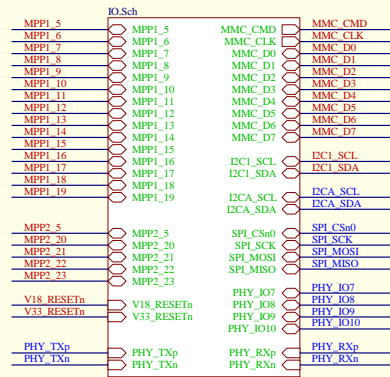 IO.Sch
MPP1_5 MPP1_5 MMC_CMD MMC_CMD
MPP1_6 MPP1_6 MMC_CLK MMC_CLK
MPP1_7 MPP1_7 MMC_D0 MMC_D0
MPP1_8 MPP1_8 MMC_D1 MMC_D1
MPP1_9 MPP1_9 MMC_D2 MMC_D2
MPP1_10 MPP1_10 MMC_D3 MMC_D3
MPP1_11 MPP1_11 MMC_D4 MMC_D4
MPP1_12 MPP1_12 MMC_D5 MMC_D5
MPP1_13 MPP1_13 MMC_D6 MMC_D6
MPP1_14 MPP1_14 MMC_D7 MMC_D7
MPP1_15 MPP1_15
MPP1_16 MPP1_16 I2C1_SCL I2C1_SCL
MPP1_17 MPP1_17 I2C1_SDA I2C1_SDA
MPP1_18 MPP1_18
MPP1_19 MPP1_19 I2CA_SCL I2CA_SCL
I2CA_SDA I2CA_SDA
MPP2_5 MPP2_5 SPI_CSn0 SPI_CSn0
MPP2_20 MPP2_20 SPI_SCK SPI_SCK
MPP2_21 MPP2_21 SPI_MOSI SPI_MOSI
MPP2_22 MPP2_22 SPI_MISO SPI_MISO
MPP2_23 MPP2_23
PHY_IO7 PHY_IO7
V18_RESETn V18_RESETn PHY_IO8 PHY_IO8
V33_RESETn V33_RESETn PHY_IO9 PHY_IO9
PHY_IO10 PHY_IO10
PHY_TXp PHY_TXp PHY_RXp PHY_RXp
PHY_TXn PHY_TXn PHY_RXn PHY_RXn